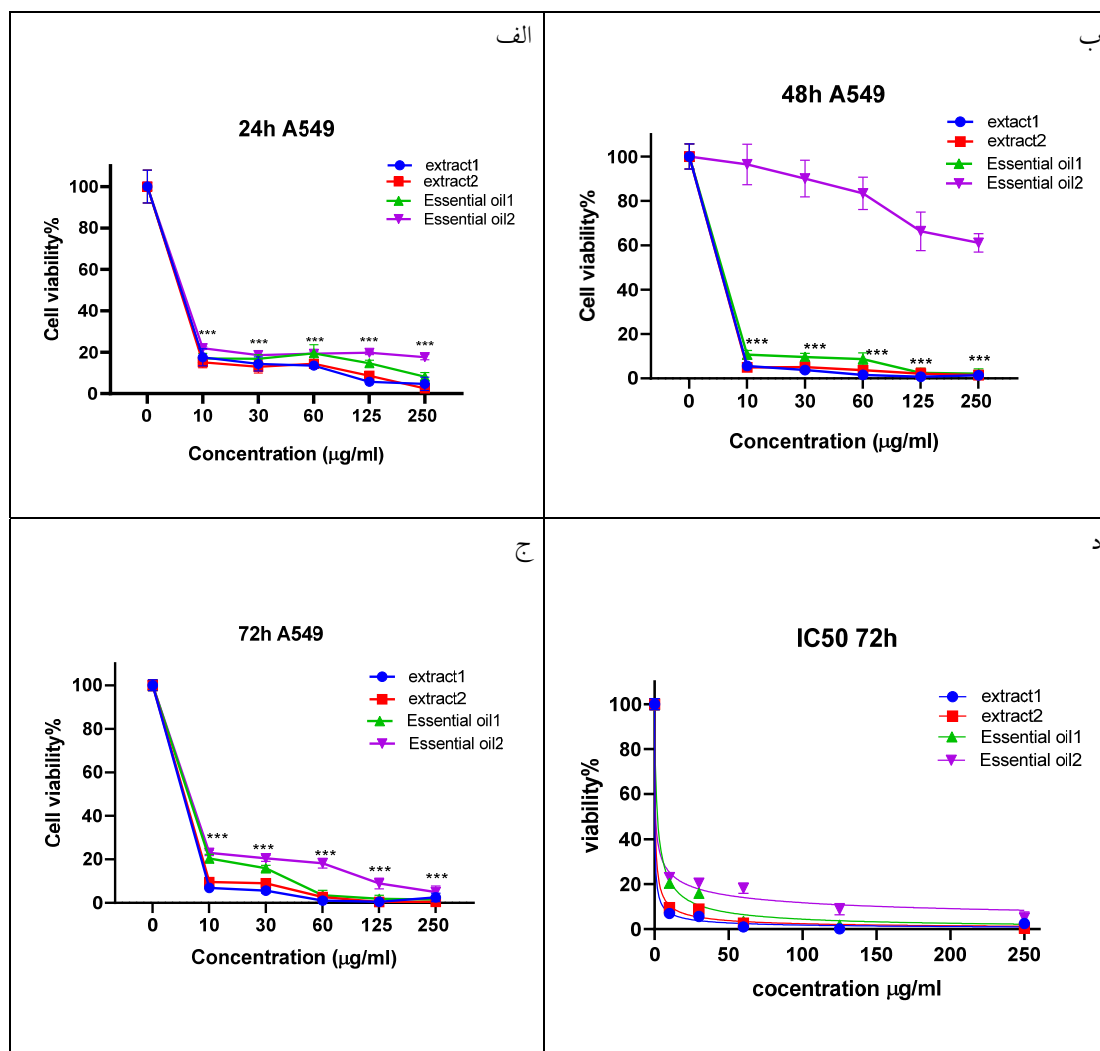 الف
24h A549
extract1
extract2
Essential oil1
Essential oil2
Cell viability%
100
80
60
40
20
0
***
***
***
***
***
0 10 30 60 125 250
Concentration (μg/ml)
ب
48h A549
extact1
extract2
Essential oil1
Essential oil2
Cell viability%
100
80
60
40
20
0
***
***
***
***
***
0 10 30 60 125 250
Concentration (μg/ml)
ج
72h A549
extract1
extract2
Essential oil1
Essential oil2
Cell viability%
100
80
60
40
20
0
***
***
***
***
***
0 10 30 60 125 250
Concentration (μg/ml)
د
IC50 72h
extract1
extract2
Essential oil1
Essential oil2
viability%
100
80
60
40
20
0
0 50 100 150 200 250
cocentration μg/ml